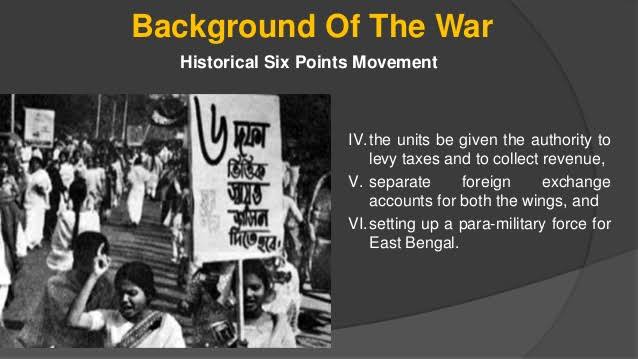 Background Of The War
Historical Six Points Movement
৬ দফা
ভিত্তিক
স্বায়ত্ত
শাসন
দিতে হবে!
IV. the units be given the authority to
levy taxes and to collect revenue,
V. separate foreign exchange
accounts for both the wings, and
VI. setting up a para-military force for
East Bengal.